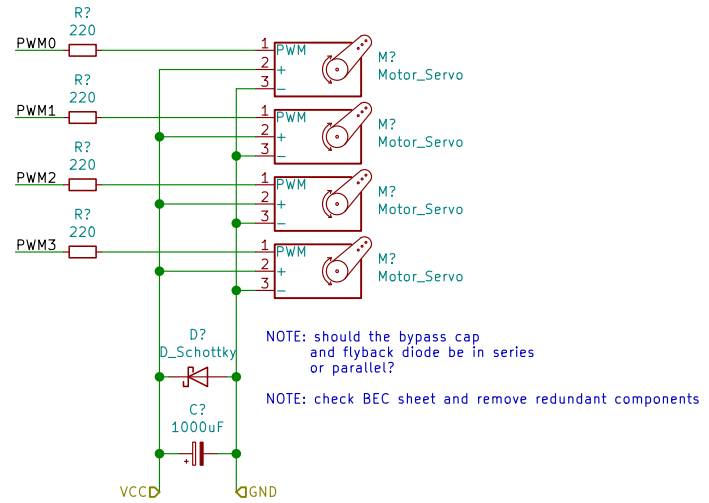 R?
220
PWM0
1
PWM
2
+
3
−
M?
Motor_Servo
R?
220
PWM1
1
PWM
2
+
3
−
M?
Motor_Servo
R?
220
PWM2
1
PWM
2
+
3
−
M?
Motor_Servo
R?
220
PWM3
1
PWM
2
+
3
−
M?
Motor_Servo
D?
D_Schottky
NOTE: should the bypass cap
and flyback diode be in series
or parallel?
NOTE: check BEC sheet and remove redundant components
C?
1000uF
+
VCC
GND